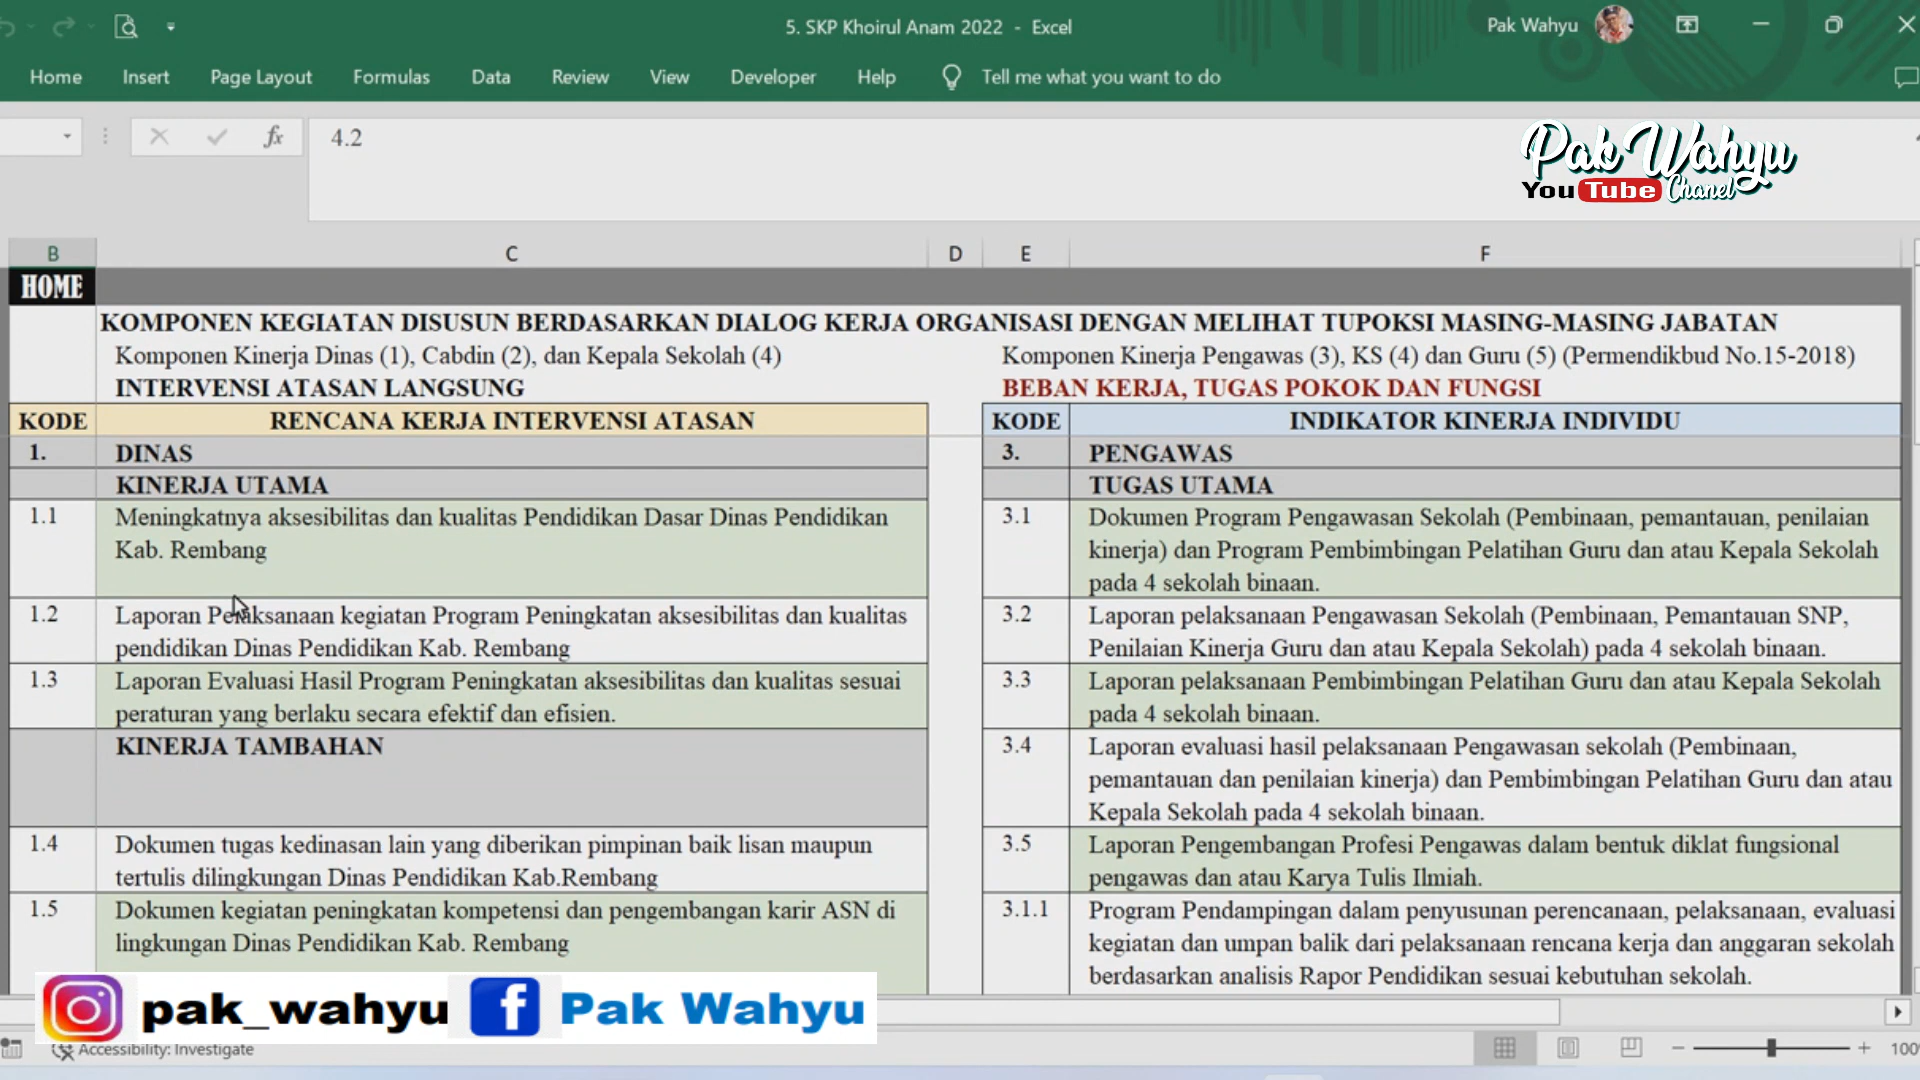 5. SKP Khoirul Anam 2022 - Excel
Pak Wahyu
Home Insert Page Layout Formulas Data Review View Developer Help Tell me what you want to do
fx 4.2
Pak Wahyu
YouTube Chanel
B C D E F
HOME
KOMPONEN KEGIATAN DISUSUN BERDASARKAN DIALOG KERJA ORGANISASI DENGAN MELIHAT TUPOKSI MASING-MASING JABATAN
Komponen Kinerja Dinas (1), Cabdin (2), dan Kepala Sekolah (4)
INTERVENSI ATASAN LANGSUNG
KODE RENCANA KERJA INTERVENSI ATASAN
1. DINAS
KINERJA UTAMA
1.1 Meningkatnya aksesibilitas dan kualitas Pendidikan Dasar Dinas Pendidikan
Kab. Rembang
1.2 Laporan Pelaksanaan kegiatan Program Peningkatan aksesibilitas dan kualitas
pendidikan Dinas Pendidikan Kab. Rembang
1.3 Laporan Evaluasi Hasil Program Peningkatan aksesibilitas dan kualitas sesuai
peraturan yang berlaku secara efektif dan efisien.
KINERJA TAMBAHAN
1.4 Dokumen tugas kedinasan lain yang diberikan pimpinan baik lisan maupun
tertulis dilingkungan Dinas Pendidikan Kab.Rembang
1.5 Dokumen kegiatan peningkatan kompetensi dan pengembangan karir ASN di
lingkungan Dinas Pendidikan Kab. Rembang
Komponen Kinerja Pengawas (3), KS (4) dan Guru (5) (Permendikbud No.15-2018)
BEBAN KERJA, TUGAS POKOK DAN FUNGSI
KODE INDIKATOR KINERJA INDIVIDU
3. PENGAWAS
TUGAS UTAMA
3.1 Dokumen Program Pengawasan Sekolah (Pembinaan, pemantauan, penilaian
kinerja) dan Program Pembimbingan Pelatihan Guru dan atau Kepala Sekolah
pada 4 sekolah binaan.
3.2 Laporan pelaksanaan Pengawasan Sekolah (Pembinaan, Pemantauan SNP,
Penilaian Kinerja Guru dan atau Kepala Sekolah) pada 4 sekolah binaan.
3.3 Laporan pelaksanaan Pembimbingan Pelatihan Guru dan atau Kepala Sekolah
pada 4 sekolah binaan.
3.4 Laporan evaluasi hasil pelaksanaan Pengawasan sekolah (Pembinaan,
pemantauan dan penilaian kinerja) dan Pembimbingan Pelatihan Guru dan atau
Kepala Sekolah pada 4 sekolah binaan.
3.5 Laporan Pengembangan Profesi Pengawas dalam bentuk diklat fungsional
pengawas dan atau Karya Tulis Ilmiah.
3.1.1 Program Pendampingan dalam penyusunan perencanaan, pelaksanaan, evaluasi
kegiatan dan umpan balik dari pelaksanaan rencana kerja dan anggaran sekolah
berdasarkan analisis Rapor Pendidikan sesuai kebutuhan sekolah.
pak_wahyu f Pak Wahyu
Accessibility: Investigate
100